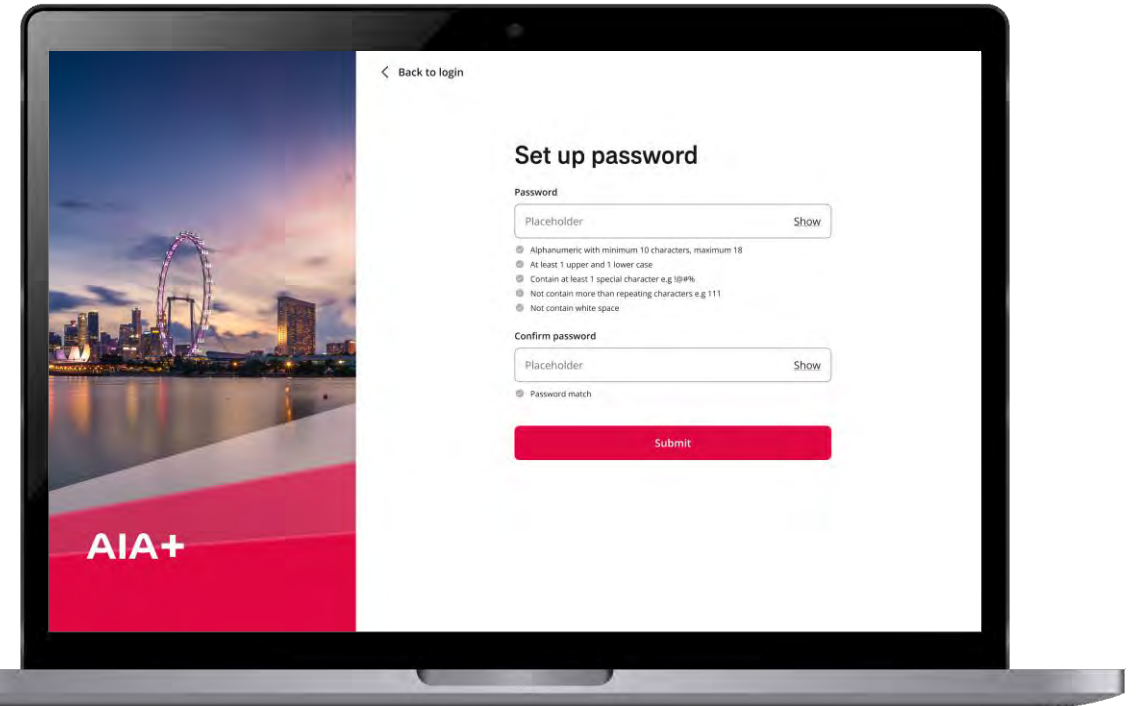 Back to login
Set up password
Password
Placeholder Show
Alphanumeric with minimum 10 characters, maximum 18
At least 1 upper and 1 lower case
Contain at least 1 special character e.g !@#%
Not contain more than repeating characters e.g 111
Not contain white space
Confirm password
Placeholder Show
Password match
Submit
AIA+